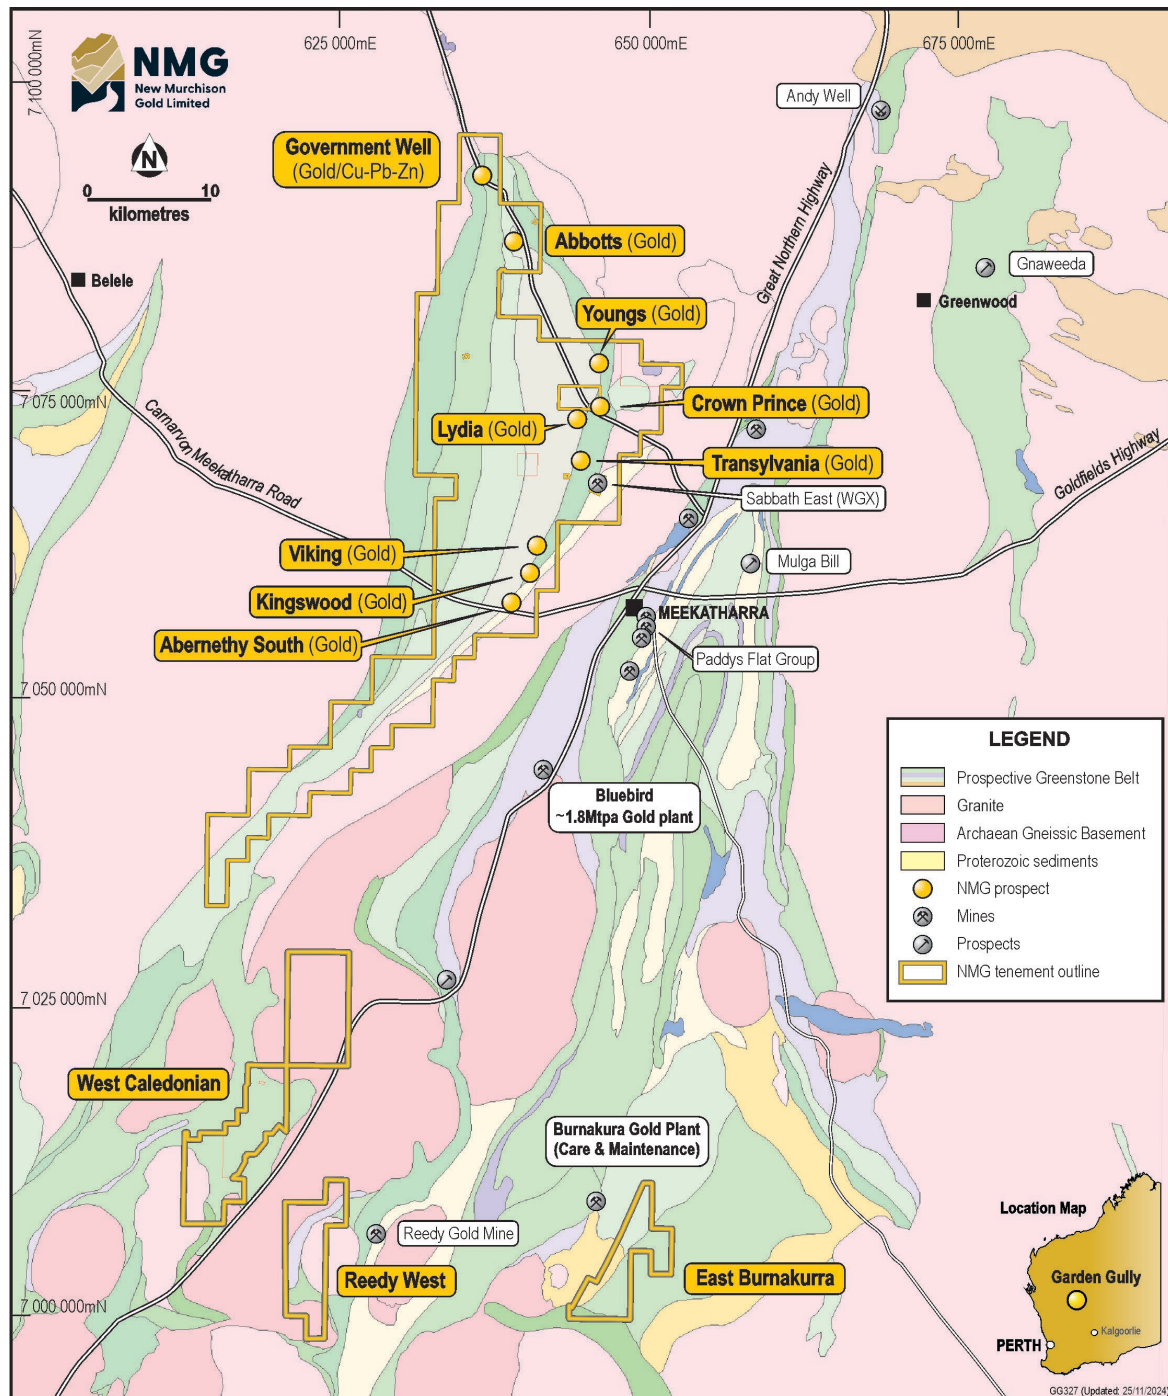 625 000mE
650 000mE
675 000mE
7 100 000mN
NMG
New Murchison
Gold Limited
N
0 10
kilometres
Andy Well
Government Well
(Gold/Cu-Pb-Zn)
Great Northern Highway
Abbotts (Gold)
Gnaweeda
Belele
Greenwood
Youngs (Gold)
7 075 000mN
Carnarvon Meekatharra Road
Crown Prince (Gold)
Lydia (Gold)
Goldfields Highway
Transylvania (Gold)
Sabbath East (WGX)
Viking (Gold)
Mulga Bill
Kingswood (Gold)
MEEKATHARRA
Abernethy South (Gold)
Paddys Flat Group
7 050 000mN
LEGEND
Prospective Greenstone Belt
Granite
Archaean Gneissic Basement
Proterozoic sediments
NMG prospect
Mines
Prospects
NMG tenement outline
Bluebird
~1.8Mtpa Gold plant
7 025 000mN
West Caledonian
Burnakura Gold Plant
(Care & Maintenance)
Reedy Gold Mine
Reedy West
East Burnakurra
7 000 000mN
Location Map
Garden Gully
Kalgoorlie
PERTH
GG327 (Updated: 25/11/2024)